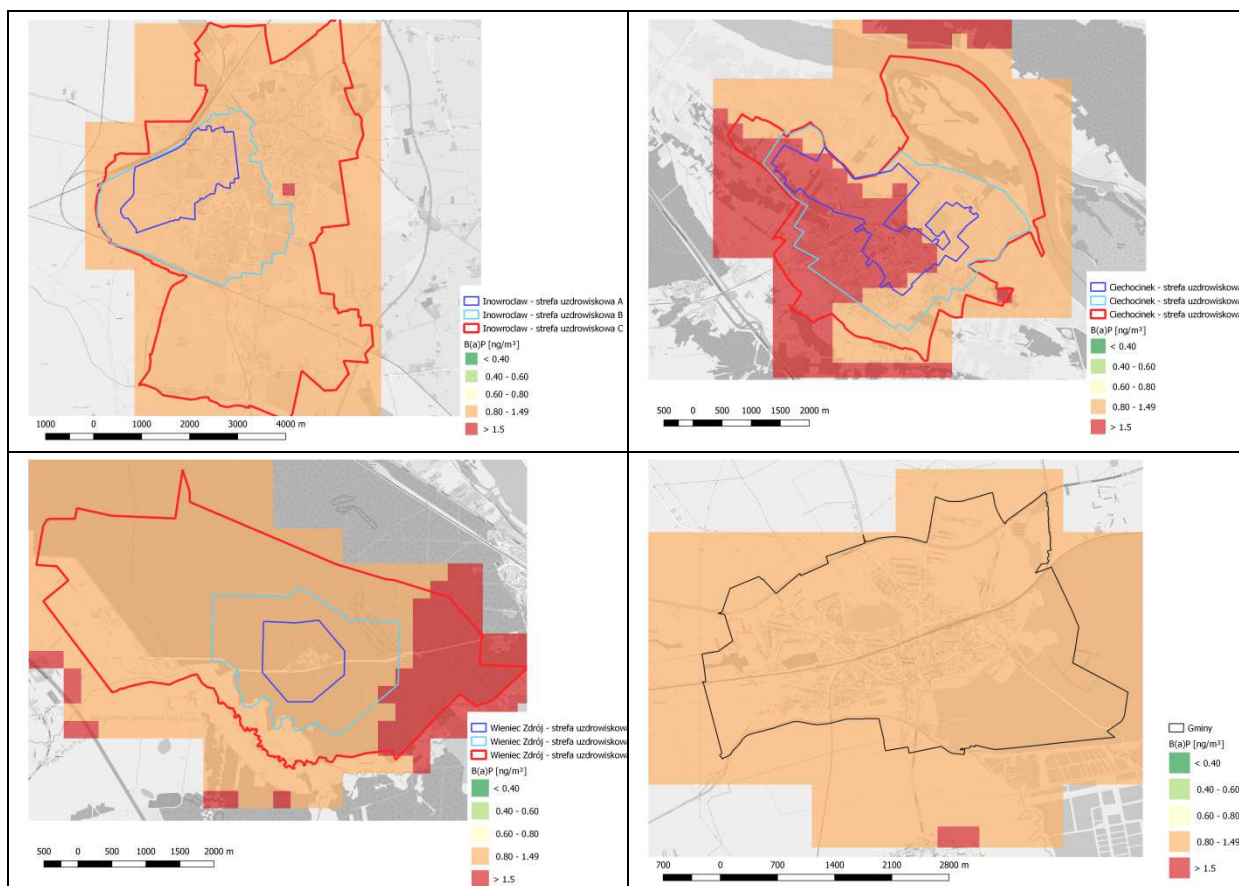 Inowrocław - strefa uzdrowiskowa A
Inowrocław - strefa uzdrowiskowa B
Inowrocław - strefa uzdrowiskowa C
B(a)P [ng/m³]
< 0.40
0.40 - 0.60
0.60 - 0.80
0.80 - 1.49
> 1.5
1000 0 1000 2000 3000 4000 m
Ciechocinek - strefa uzdrowiskowa
Ciechocinek - strefa uzdrowiskowa
Ciechocinek - strefa uzdrowiskowa
B(a)P [ng/m³]
< 0.40
0.40 - 0.60
0.60 - 0.80
0.80 - 1.49
> 1.5
500 0 500 1000 1500 2000 m
Wieniec Zdrój - strefa uzdrowiskowa
Wieniec Zdrój - strefa uzdrowiskowa
Wieniec Zdrój - strefa uzdrowiskowa
B(a)P [ng/m³]
< 0.40
0.40 - 0.60
0.60 - 0.80
0.80 - 1.49
> 1.5
500 0 500 1000 1500 2000 m
Gminy
B(a)P [ng/m³]
< 0.40
0.40 - 0.60
0.60 - 0.80
0.80 - 1.49
> 1.5
700 0 700 1400 2100 2800 m